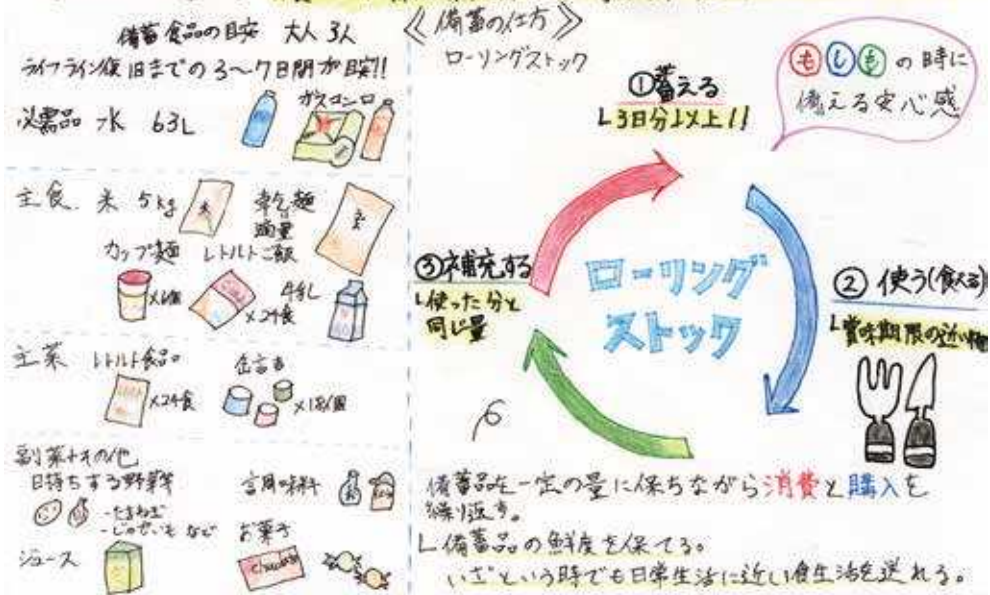 備蓄食品の目安 大人 3人
ライフライン復旧までの 3〜7日間が目安!!
必需品 水 63L
ガスコンロ
主食 米 5kg
米
乾麺
適量
カップ麺
×6個
レトルトご飯
×24食
主菜 レトルト食品
×24食
缶詰
×18個
副菜+その他
日持ちする野菜等
-たまねぎ
-じゃがいも など
調味料
お菓子
ジュース
《備蓄の仕方》
ローリングストック
①蓄える
L3日分以上!!
もしも の時に
備える安心感
② 使う(食べる)
L賞味期限の近い物
③補充する
L使った分と
同じ量
ローリング
ストック
備蓄品を一定の量に保ちながら消費と購入を
繰り返す。
L 備蓄品の鮮度を保てる。
いざという時でも日常生活に近い食生活を送れる。